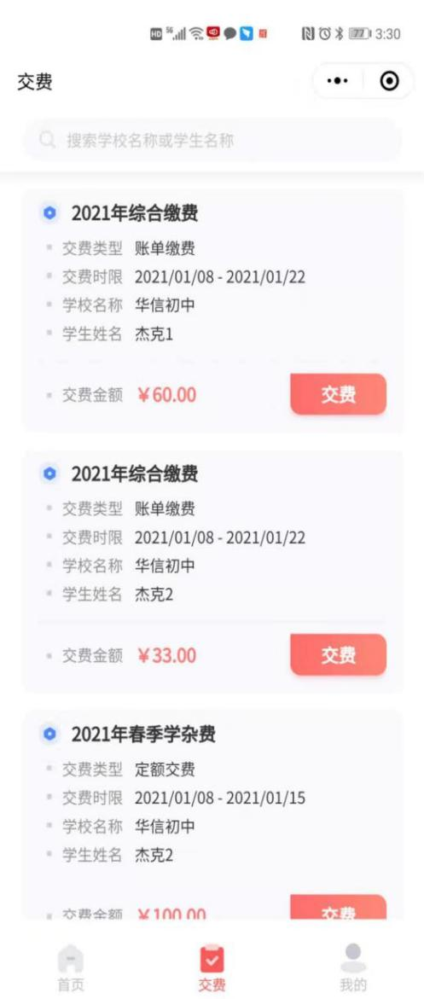 HD 5G 77 3:30
交费
搜索学校名称或学生名称
2021年综合缴费
交费类型 账单缴费
交费时限 2021/01/08 - 2021/01/22
学校名称 华信初中
学生姓名 杰克1
交费金额 ￥60.00 交费
2021年综合缴费
交费类型 账单缴费
交费时限 2021/01/08 - 2021/01/22
学校名称 华信初中
学生姓名 杰克2
交费金额 ￥33.00 交费
2021年春季学杂费
交费类型 定额交费
交费时限 2021/01/08 - 2021/01/15
学校名称 华信初中
学生姓名 杰克2
交费金额 ￥100.00 交费
首页 交费 我的